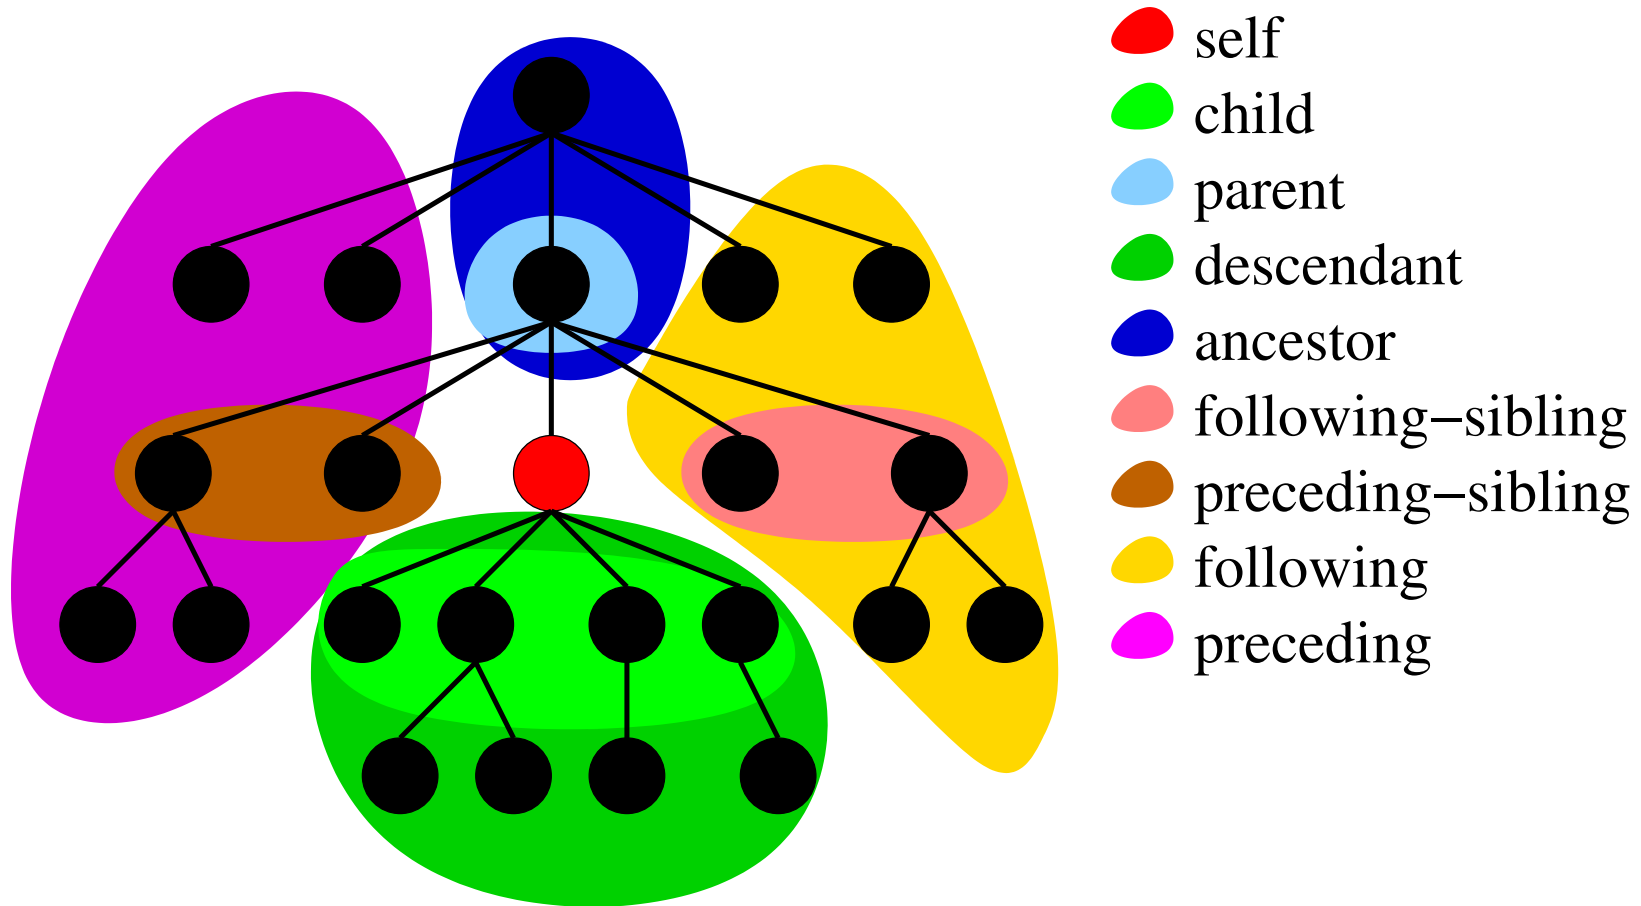 self
child
parent
descendant
ancestor
following−sibling
preceding−sibling
following
preceding